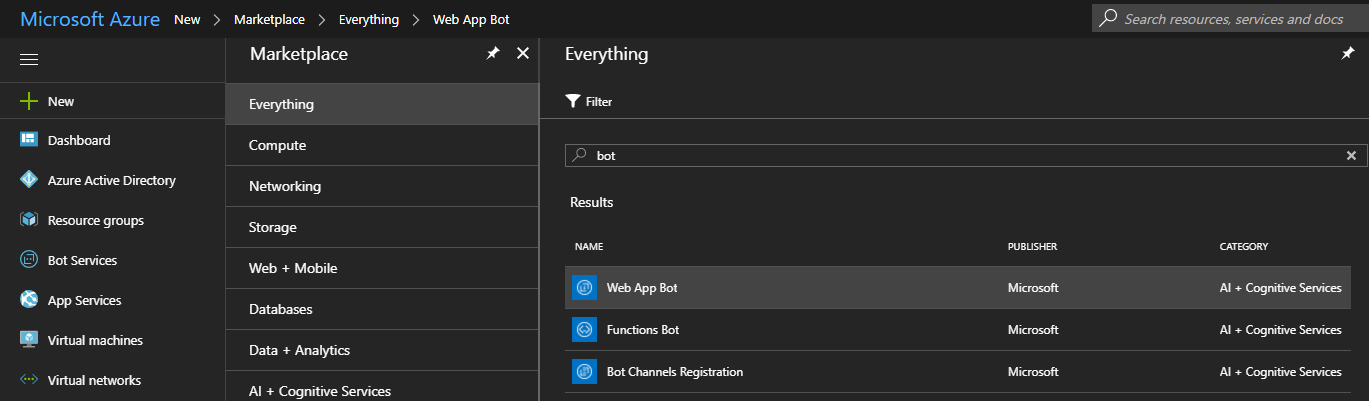 Microsoft Azure New > Marketplace > Everything > Web App Bot
Search resources, services and docs
New
Dashboard
Azure Active Directory
Resource groups
Bot Services
App Services
Virtual machines
Virtual networks
Marketplace
Everything
Compute
Networking
Storage
Web + Mobile
Databases
Data + Analytics
AI + Cognitive Services
Everything
Filter
bot
Results
NAME PUBLISHER CATEGORY
Web App Bot Microsoft AI + Cognitive Services
Functions Bot Microsoft AI + Cognitive Services
Bot Channels Registration Microsoft AI + Cognitive Services